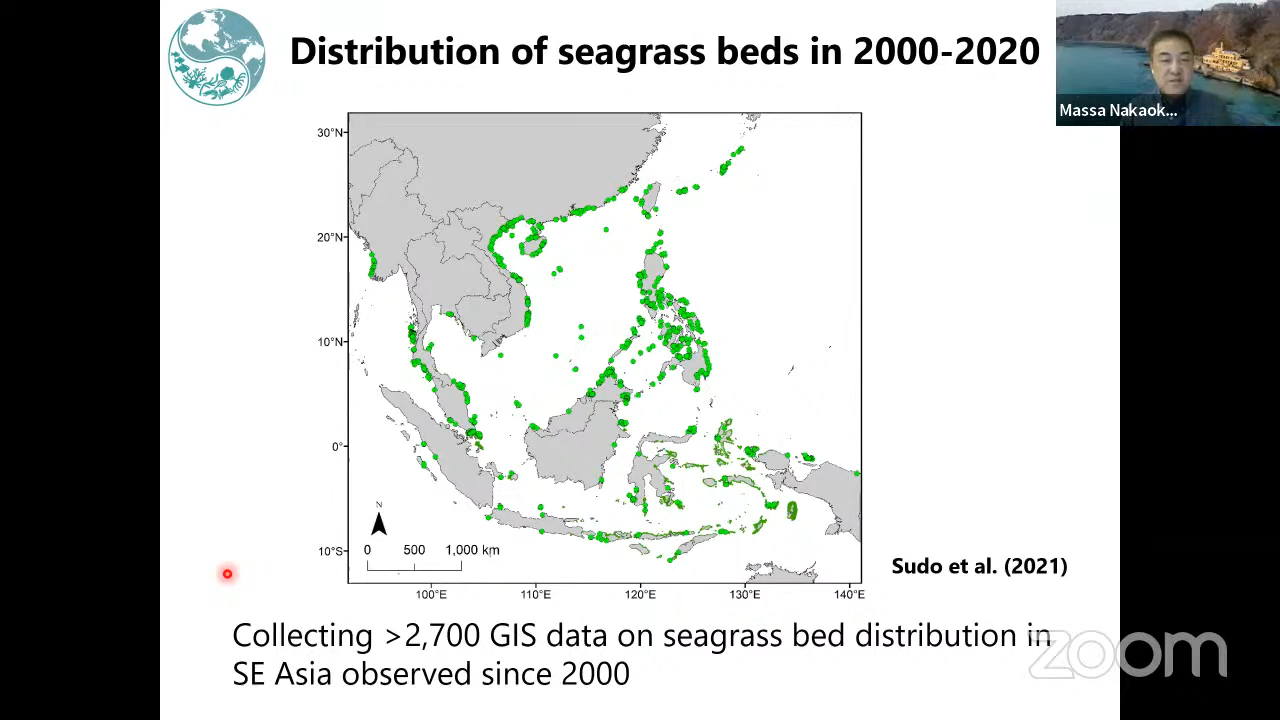 Distribution of seagrass beds in 2000-2020
Massa Nakaok...
30°N
20°N
10°N
0°
10°S
N
0 500 1,000 km
100°E 110°E 120°E 130°E 140°E
Sudo et al. (2021)
Collecting >2,700 GIS data on seagrass bed distribution in
SE Asia observed since 2000
zoom